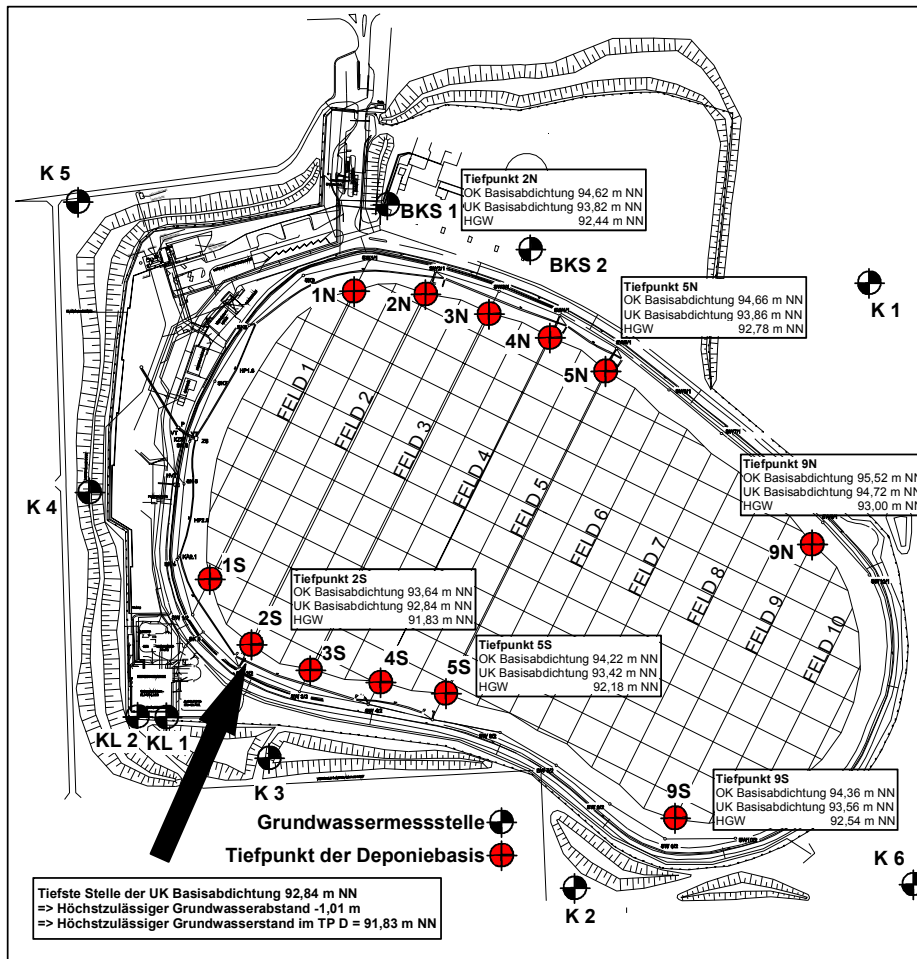 K 5
BKS 1
Tiefpunkt 2N
OK Basisabdichtung 94,62 m NN
UK Basisabdichtung 93,82 m NN
HGW 92,44 m NN
BKS 2
Tiefpunkt 5N
OK Basisabdichtung 94,66 m NN
UK Basisabdichtung 93,86 m NN
HGW 92,78 m NN
K 1
1N
2N
3N
4N
5N
FELD 1
FELD 2
FELD 3
FELD 4
FELD 5
FELD 6
FELD 7
FELD 8
FELD 9
FELD 10
Tiefpunkt 9N
OK Basisabdichtung 95,52 m NN
UK Basisabdichtung 94,72 m NN
HGW 93,00 m NN
9N
K 4
1S
Tiefpunkt 2S
OK Basisabdichtung 93,64 m NN
UK Basisabdichtung 92,84 m NN
HGW 91,83 m NN
2S
3S
4S
5S
Tiefpunkt 5S
OK Basisabdichtung 94,22 m NN
UK Basisabdichtung 93,42 m NN
HGW 92,18 m NN
KL 2
KL 1
K 3
Tiefpunkt 9S
OK Basisabdichtung 94,36 m NN
UK Basisabdichtung 93,56 m NN
HGW 92,54 m NN
9S
Grundwassermessstelle
Tiefpunkt der Deponiebasis
K 2
K 6
Tiefste Stelle der UK Basisabdichtung 92,84 m NN
=> Höchstzulässiger Grundwasserabstand -1,01 m
=> Höchstzulässiger Grundwasserstand im TP D = 91,83 m NN